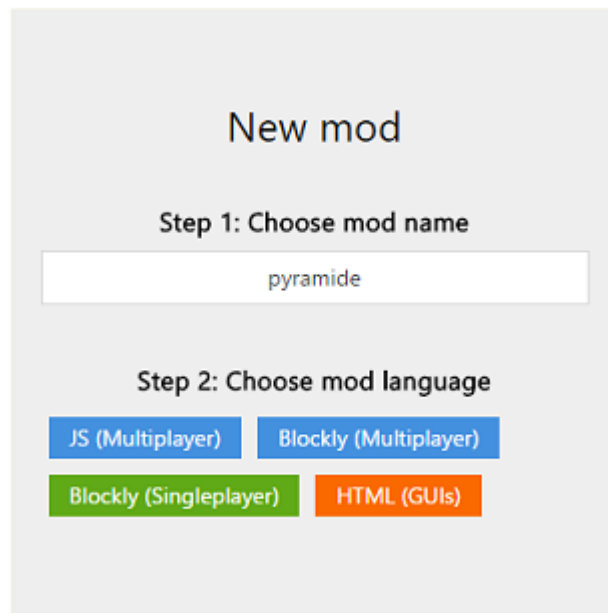 New mod
Step 1: Choose mod name
pyramide
Step 2: Choose mod language
JS (Multiplayer) Blockly (Multiplayer)
Blockly (Singleplayer) HTML (GUIs)